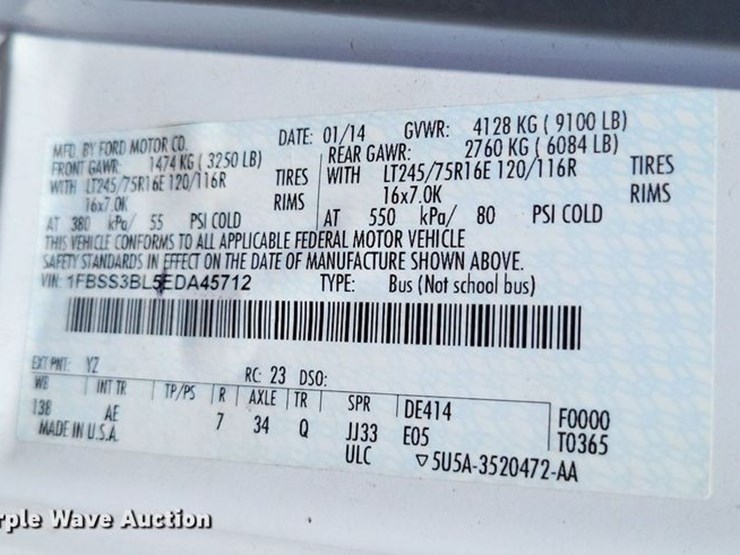 MFD. BY FORD MOTOR CO. DATE: 01/14 GVWR: 4128 KG ( 9100 LB)
FRONT GAWR: 1474 KG ( 3250 LB) REAR GAWR: 2760 KG ( 6084 LB)
WITH LT245/75R16E 120/116R TIRES WITH LT245/75R16E 120/116R TIRES
16x7.0K RIMS 16x7.0K RIMS
AT 380 kPa/ 55 PSI COLD AT 550 kPa/ 80 PSI COLD
THIS VEHICLE CONFORMS TO ALL APPLICABLE FEDERAL MOTOR VEHICLE
SAFETY STANDARDS IN EFFECT ON THE DATE OF MANUFACTURE SHOWN ABOVE.
VIN: 1FBSS3BL5EDA45712 TYPE: Bus (Not school bus)
EXT PNT: YZ RC: 23 DSO:
WB INT TR TP/PS R AXLE TR SPR DE414 F0000
138 AE 7 34 Q JJ33 E05 T0365
MADE IN U.S.A. ULC ▽5U5A-3520472-AA
rple Wave Auction